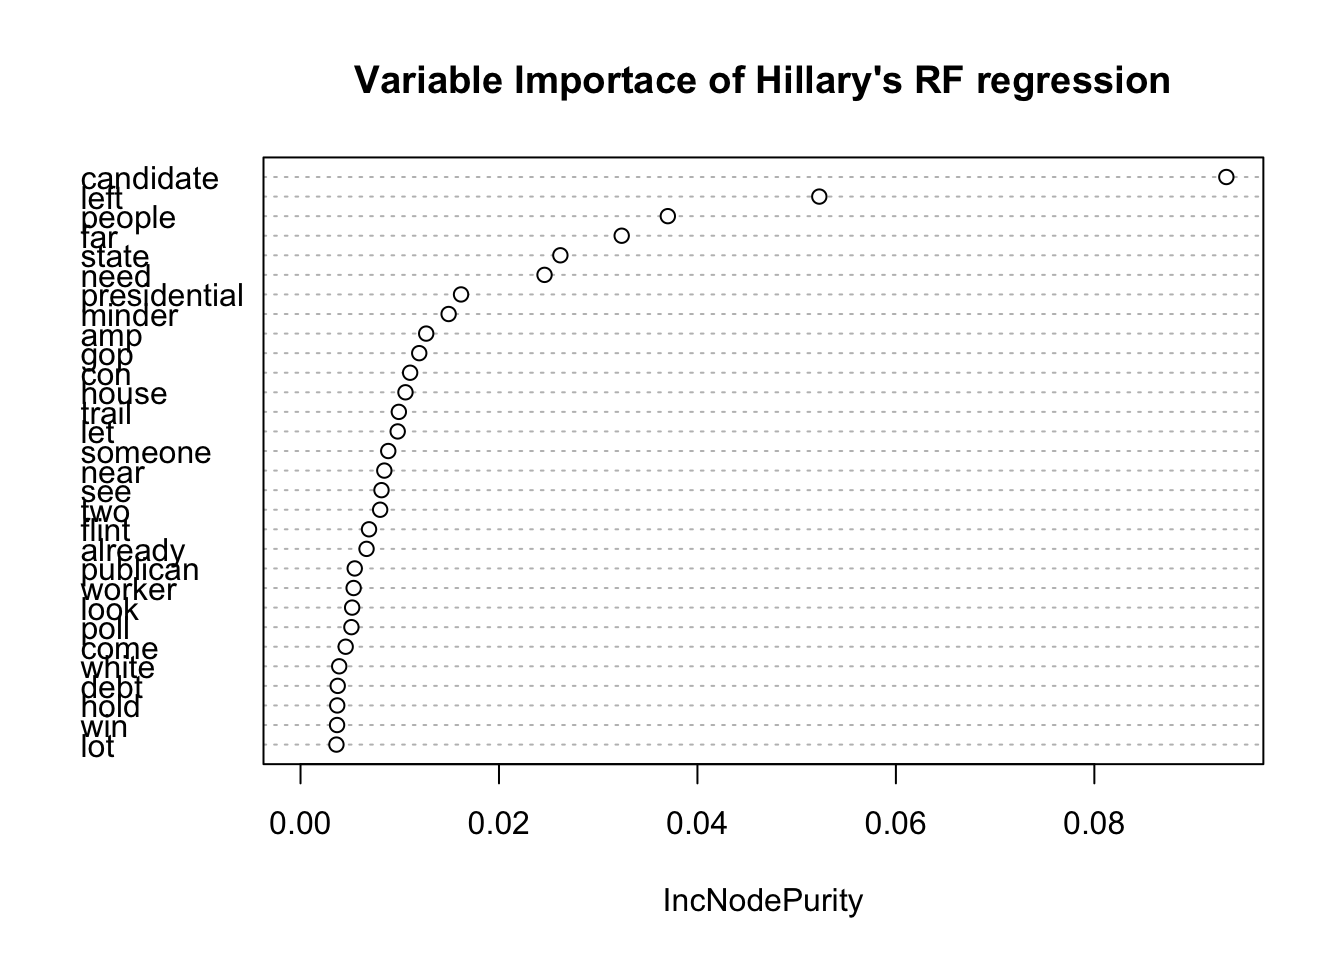 Variable Importace of Hillary's RF regression
candidate
left
people
far
state
need
presidential
minder
amp
gop
con
house
trail
let
someone
near
see
two
flint
already
publican
worker
look
poll
come
white
debt
hold
win
lot
0.00 0.02 0.04 0.06 0.08
IncNodePurity